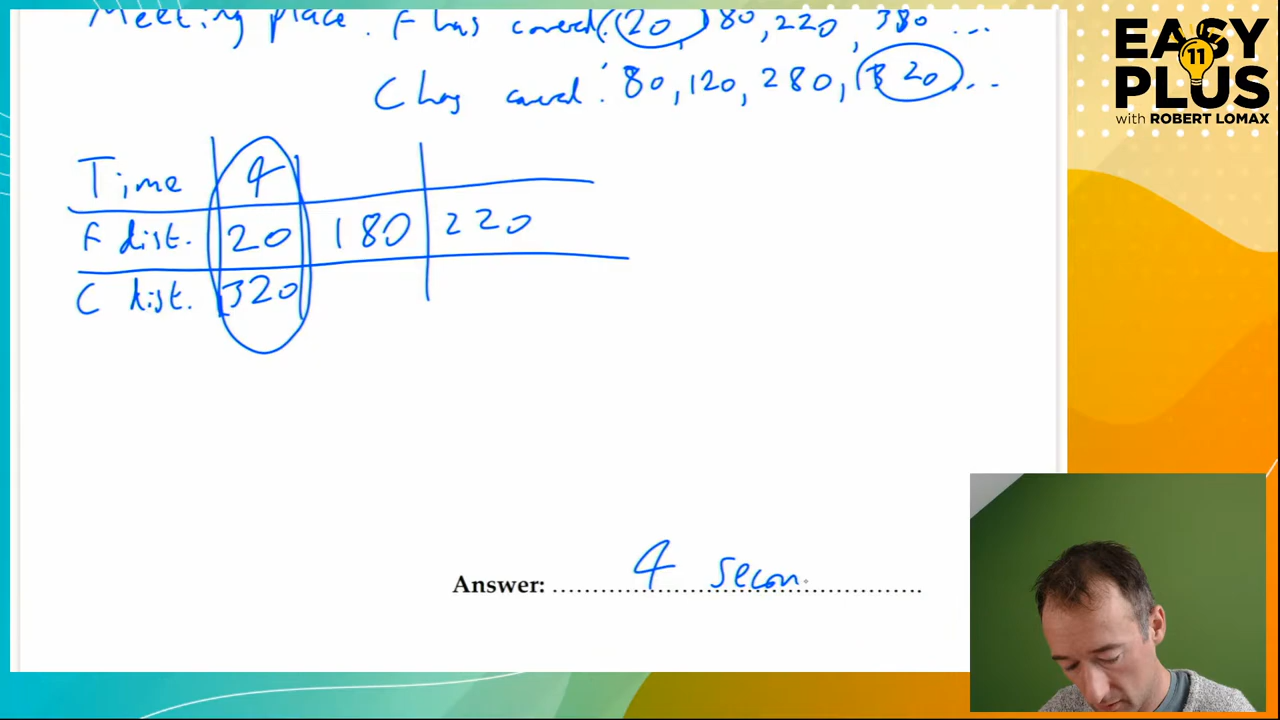 Meeting place. F has covered: 20, 180, 220, 380 ...
C has covered: 80, 120, 280, 320 ...
EASY
11
PLUS
with ROBERT LOMAX
Time 4
F dist. 20 180 220
C dist. 320
Answer: 4 secon